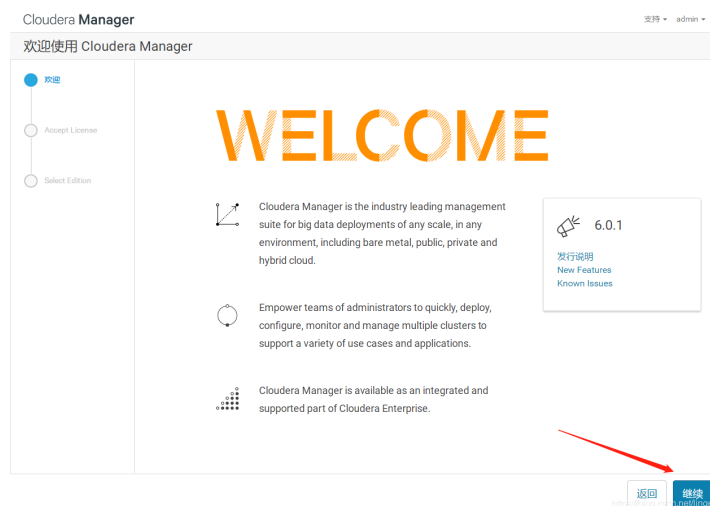 Cloudera Manager
支持 admin
欢迎使用 Cloudera Manager
欢迎
Accept License
Select Edition
WELCOME
Cloudera Manager is the industry leading management
suite for big data deployments of any scale, in any
environment, including bare metal, public, private and
hybrid cloud.
Empower teams of administrators to quickly, deploy,
configure, monitor and manage multiple clusters to
support a variety of use cases and applications.
Cloudera Manager is available as an integrated and
supported part of Cloudera Enterprise.
6.0.1
发行说明
New Features
Known Issues
返回
继续